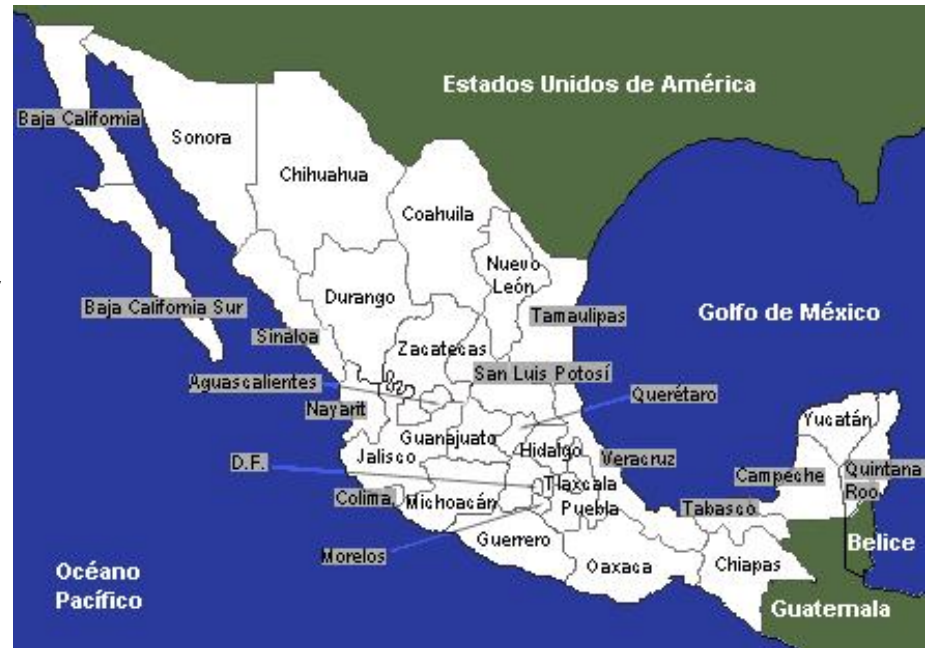 Estados Unidos de América
Baja California
Sonora
Chihuahua
Coahuila
Nuevo
León
Durango
Baja California Sur
Tamaulipas
Golfo de México
Sinaloa
Zacatecas
San Luis Potosí
Aguascalientes
Querétaro
Nayarit
Yucatán
Guanajuato
Hidalgo
Jalisco
Veracruz
D.F.
Campeche
Quintana
Roo
Tlaxcala
Colima
Michoacán
Puebla
Tabasco
Guerrero
Belice
Morelos
Oaxaca
Chiapas
Océano
Pacífico
Guatemala